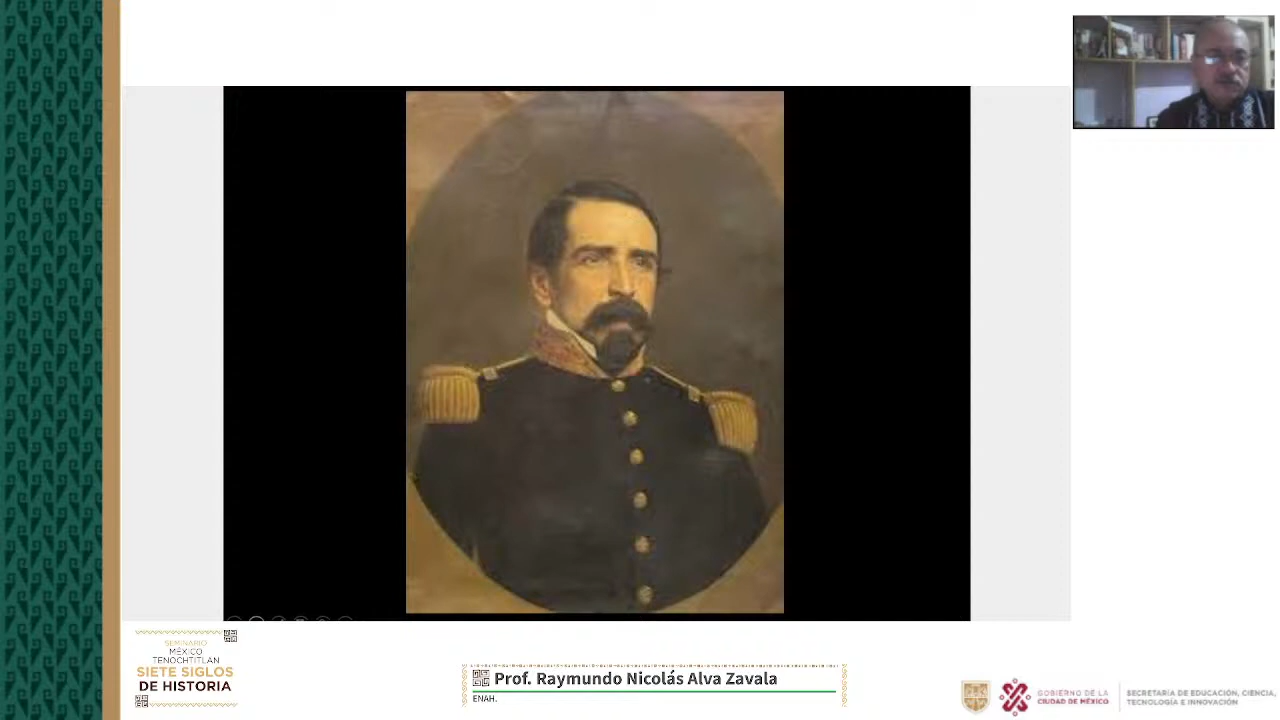 SEMINARIO
MÉXICO
TENOCHTITLAN
SIETE SIGLOS
DE HISTORIA
Prof. Raymundo Nicolás Alva Zavala
ENAH.
GOBIERNO DE LA
CIUDAD DE MÉXICO
SECRETARÍA DE EDUCACIÓN, CIENCIA,
TECNOLOGÍA E INNOVACIÓN